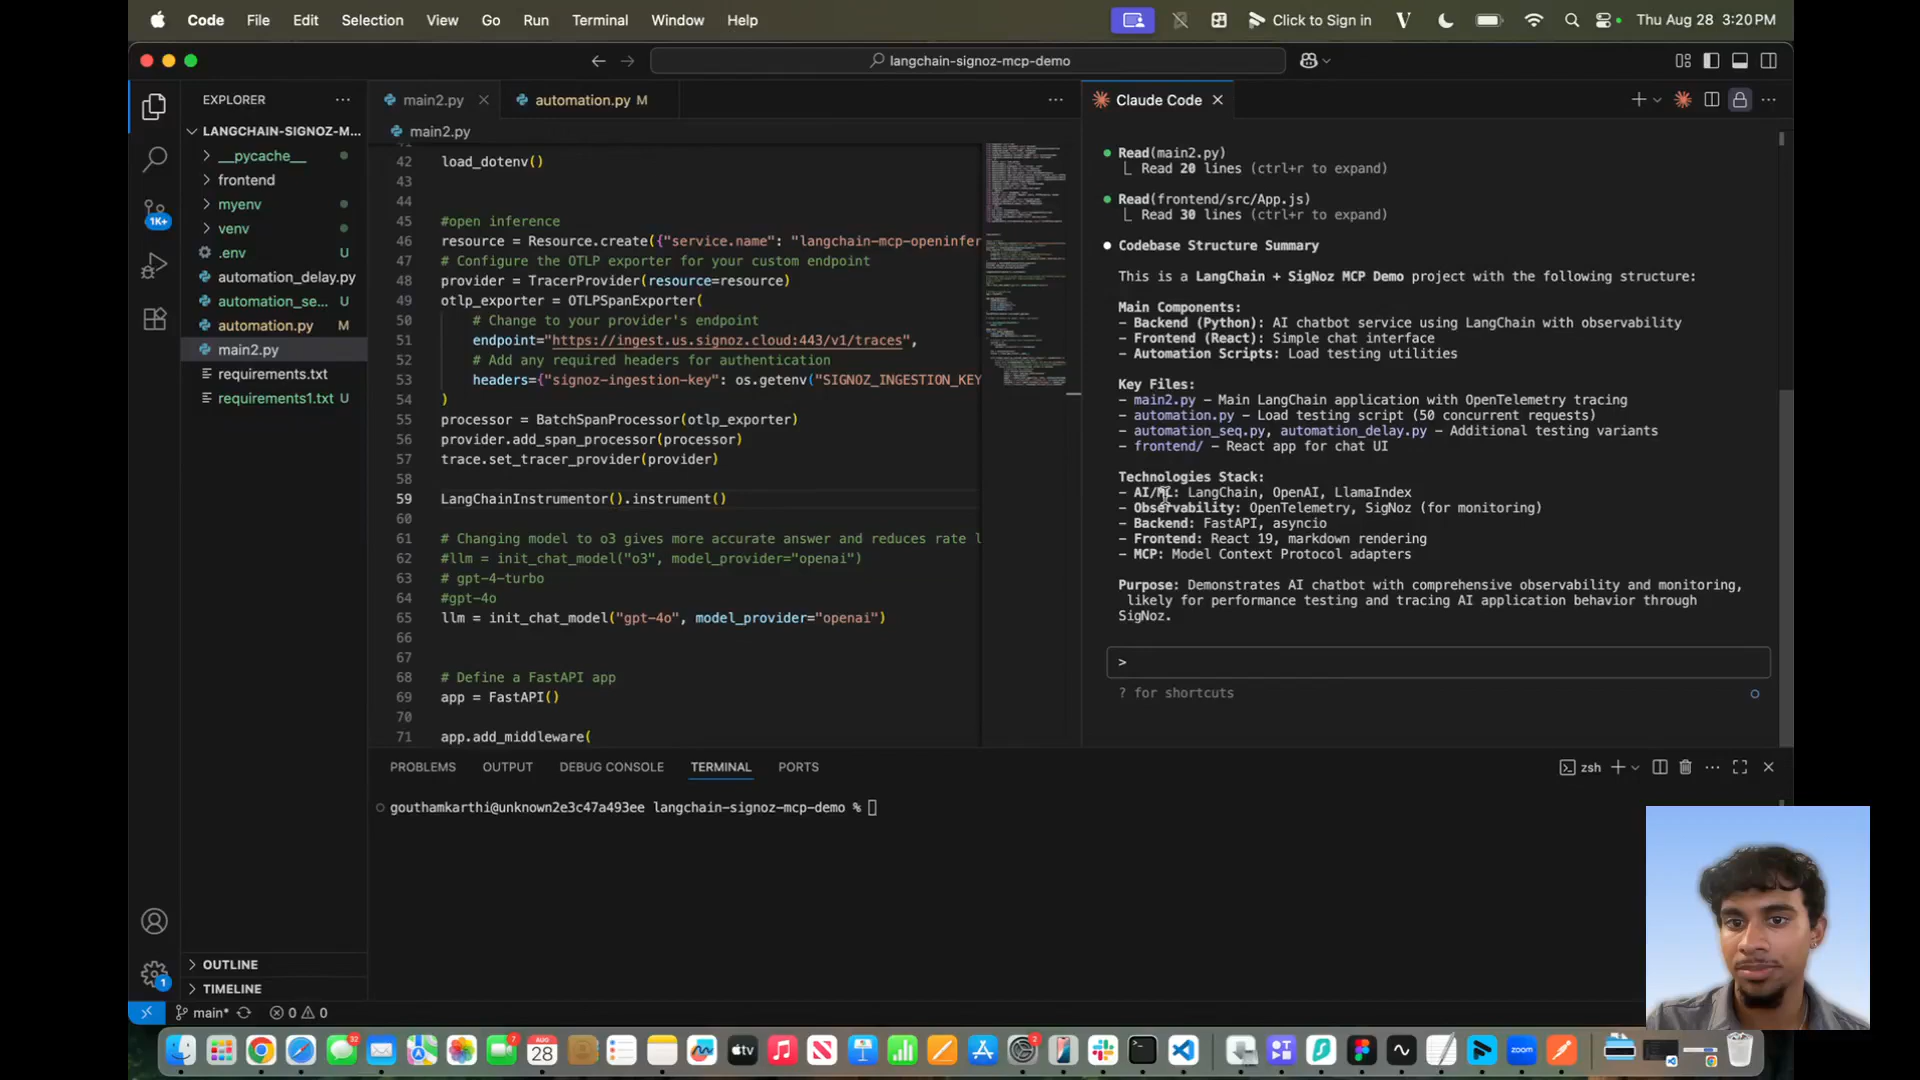 Code File Edit Selection View Go Run Terminal Window Help Click to Sign in Thu Aug 28 3:20 PM
langchain-signoz-mcp-demo
EXPLORER
LANGCHAIN-SIGNOZ-M...
__pycache__
frontend
myenv
venv
.env U
automation_delay.py
automation_se... U
automation.py M
main2.py
requirements.txt
requirements1.txt U
OUTLINE
TIMELINE
1K+
1
main2.py
automation.py M
main2.py
42 load_dotenv()
43
44
45 #open inference
46 resource = Resource.create({"service.name": "langchain-mcp-openinfer
47 # Configure the OTLP exporter for your custom endpoint
48 provider = TracerProvider(resource=resource)
49 otlp_exporter = OTLPSpanExporter(
50 # Change to your provider's endpoint
51 endpoint="https://ingest.us.signoz.cloud:443/v1/traces",
52 # Add any required headers for authentication
53 headers={"signoz-ingestion-key": os.getenv("SIGNOZ_INGESTION_KEY
54 )
55 processor = BatchSpanProcessor(otlp_exporter)
56 provider.add_span_processor(processor)
57 trace.set_tracer_provider(provider)
58
59 LangChainInstrumentor().instrument()
60
61 # Changing model to o3 gives more accurate answer and reduces rate l
62 #llm = init_chat_model("o3", model_provider="openai")
63 # gpt-4-turbo
64 #gpt-4o
65 llm = init_chat_model("gpt-4o", model_provider="openai")
66
67
68 # Define a FastAPI app
69 app = FastAPI()
70
71 app.add_middleware(
Claude Code
Read(main2.py)
Read 20 lines (ctrl+r to expand)
Read(frontend/src/App.js)
Read 30 lines (ctrl+r to expand)
Codebase Structure Summary
This is a LangChain + SigNoz MCP Demo project with the following structure:
Main Components:
- Backend (Python): AI chatbot service using LangChain with observability
- Frontend (React): Simple chat interface
- Automation Scripts: Load testing utilities
Key Files:
- main2.py - Main LangChain application with OpenTelemetry tracing
- automation.py - Load testing script (50 concurrent requests)
- automation_seq.py, automation_delay.py - Additional testing variants
- frontend/ - React app for chat UI
Technologies Stack:
- AI/ML: LangChain, OpenAI, LlamaIndex
- Observability: OpenTelemetry, SigNoz (for monitoring)
- Backend: FastAPI, asyncio
- Frontend: React 19, markdown rendering
- MCP: Model Context Protocol adapters
Purpose: Demonstrates AI chatbot with comprehensive observability and monitoring,
likely for performance testing and tracing AI application behavior through
SigNoz.
>
? for shortcuts
PROBLEMS OUTPUT DEBUG CONSOLE TERMINAL PORTS
zsh
gouthamkarthi@unknown2e3c47a493ee langchain-signoz-mcp-demo %
main* 0 0
32 7 AUG 28 tv 2 zoom